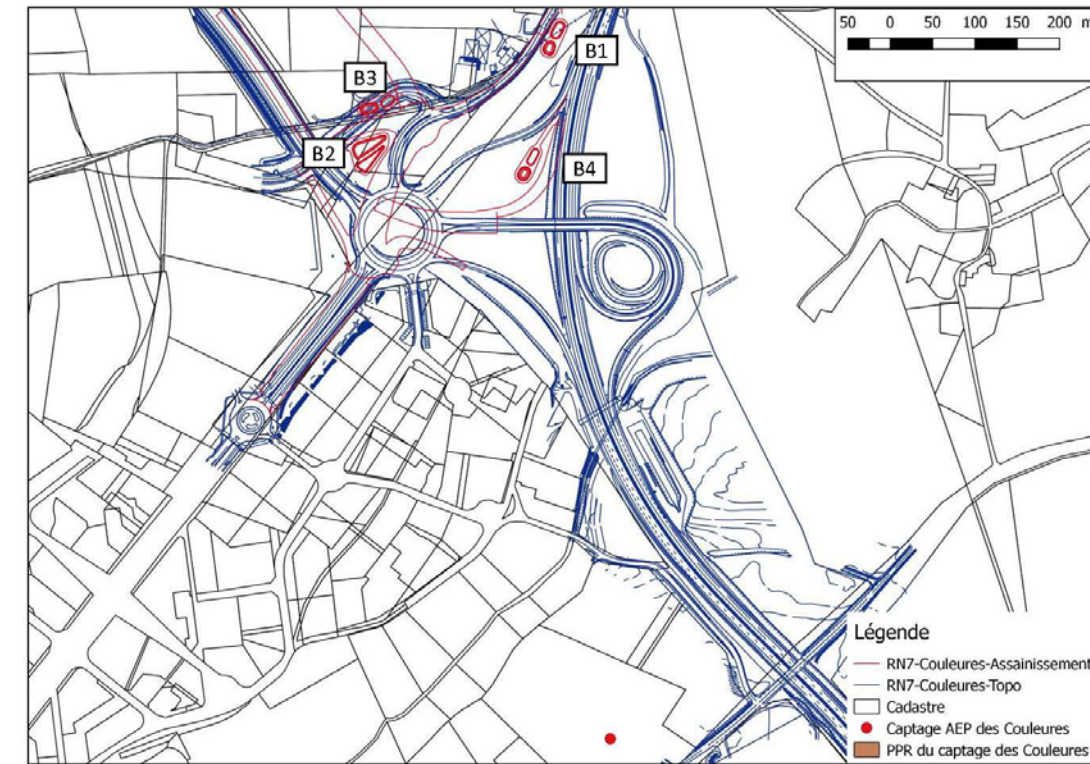 50 0 50 100 150 200 m
B1
B3
B2
B4
Légende
RN7-Couleures-Assainissement
RN7-Couleures-Topo
Cadastre
Captage AEP des Couleures
PPR du captage des Couleures